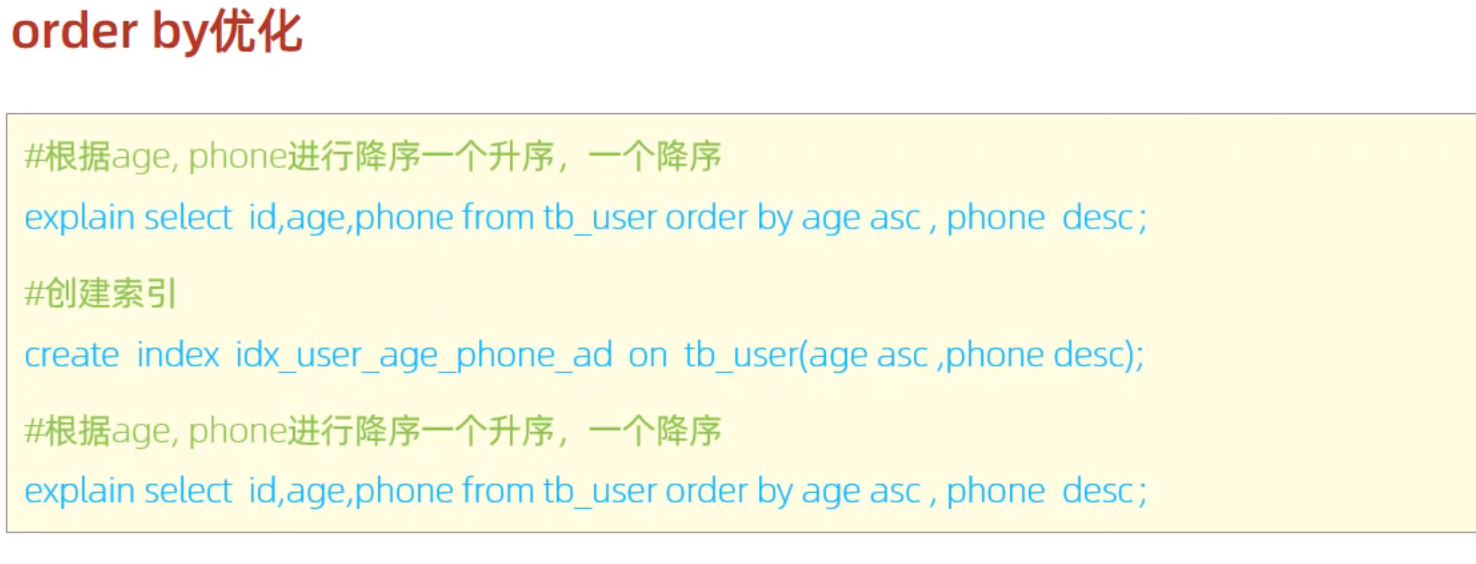 order by优化
#根据age, phone进行降序一个升序，一个降序
explain select  id,age,phone from tb_user order by age asc , phone  desc ;
#创建索引
create  index  idx_user_age_phone_ad  on  tb_user(age asc ,phone desc);
#根据age, phone进行降序一个升序，一个降序
explain select  id,age,phone from tb_user order by age asc , phone  desc ;